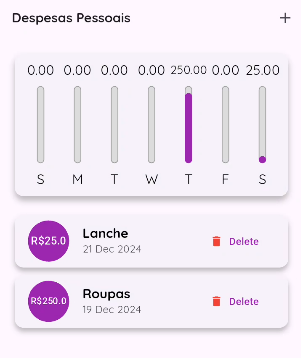 Despesas Pessoais
0.00 0.00 0.00 0.00 250.00 0.00 25.00
S M T W T F S
R$25.0 Lanche Delete
21 Dec 2024
R$250.0 Roupas Delete
19 Dec 2024